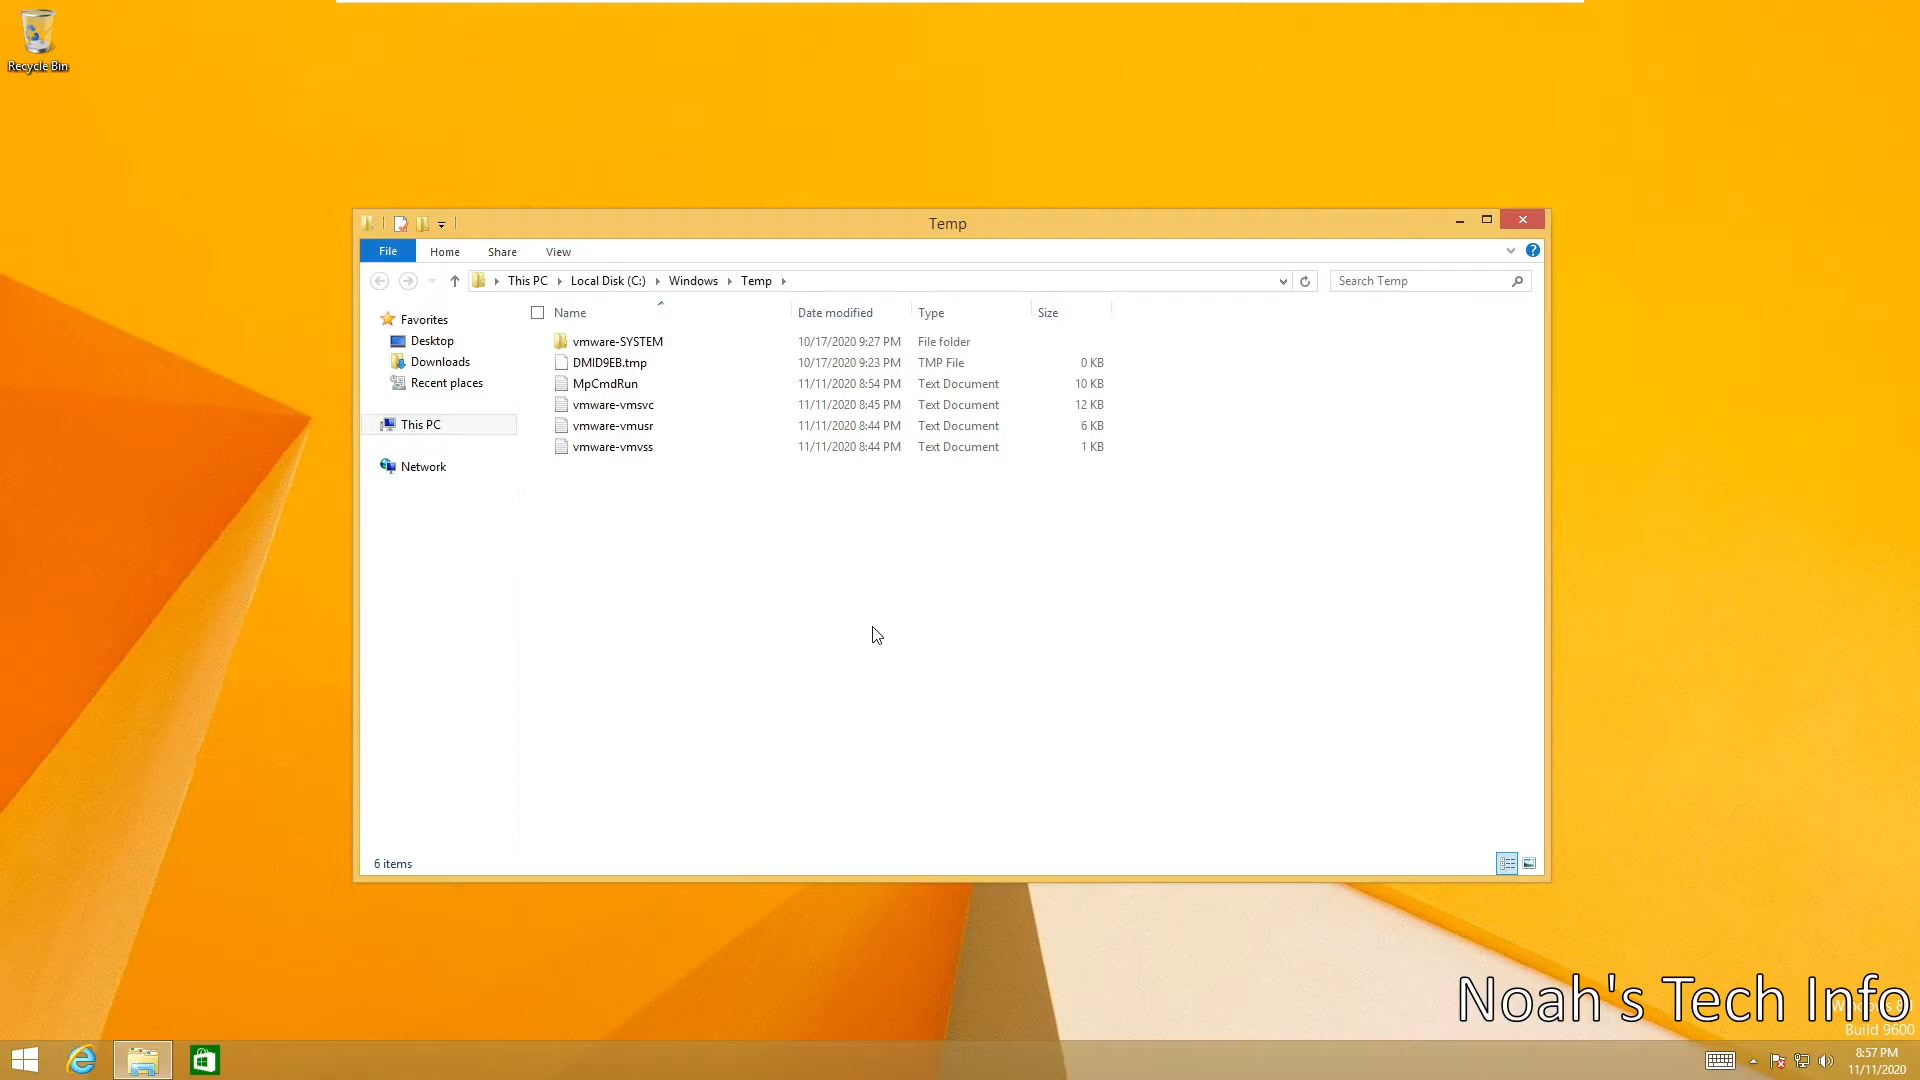 Recycle Bin
Temp
File Home Share View
This PC Local Disk (C:) Windows Temp
Search Temp
Name Date modified Type Size
Favorites
Desktop
Downloads
Recent places
This PC
Network
vmware-SYSTEM 10/17/2020 9:27 PM File folder
DMID9EB.tmp 10/17/2020 9:23 PM TMP File 0 KB
MpCmdRun 11/11/2020 8:54 PM Text Document 10 KB
vmware-vmsvc 11/11/2020 8:45 PM Text Document 12 KB
vmware-vmusr 11/11/2020 8:44 PM Text Document 6 KB
vmware-vmvss 11/11/2020 8:44 PM Text Document 1 KB
6 items
Noah's Tech Info
Build 9600
8:57 PM
11/11/2020